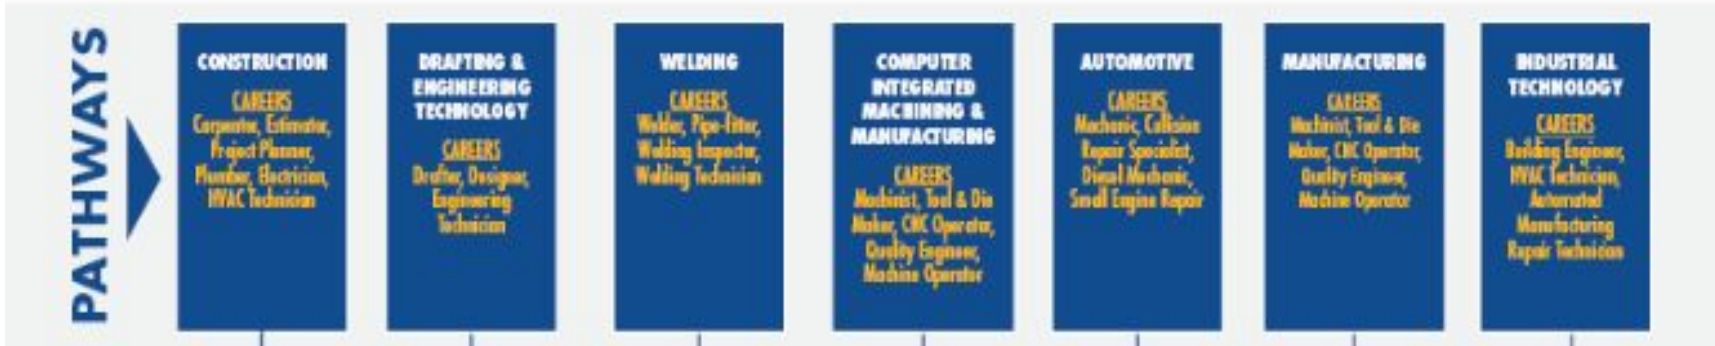 PATHWAYS
CONSTRUCTION
CAREERS
Carpenter, Estimator,
Project Planner,
Plumber, Electrician,
HVAC Technician
DRAFTING &
ENGINEERING
TECHNOLOGY
CAREERS
Drafter, Designer,
Engineering
Technician
WELDING
CAREERS
Welder, Pipe-fitter,
Welding Inspector,
Welding Technician
COMPUTER
INTEGRATED
MACHINING &
MANUFACTURING
CAREERS
Machinist, Tool & Die
Maker, CNC Operator,
Quality Engineer,
Machine Operator
AUTOMOTIVE
CAREERS
Mechanic, Collision
Repair Specialist,
Diesel Mechanic,
Small Engine Repair
MANUFACTURING
CAREERS
Machinist, Tool & Die
Maker, CNC Operator,
Quality Engineer,
Machine Operator
INDUSTRIAL
TECHNOLOGY
CAREERS
Building Engineer,
HVAC Technician,
Automated
Manufacturing
Repair Technician